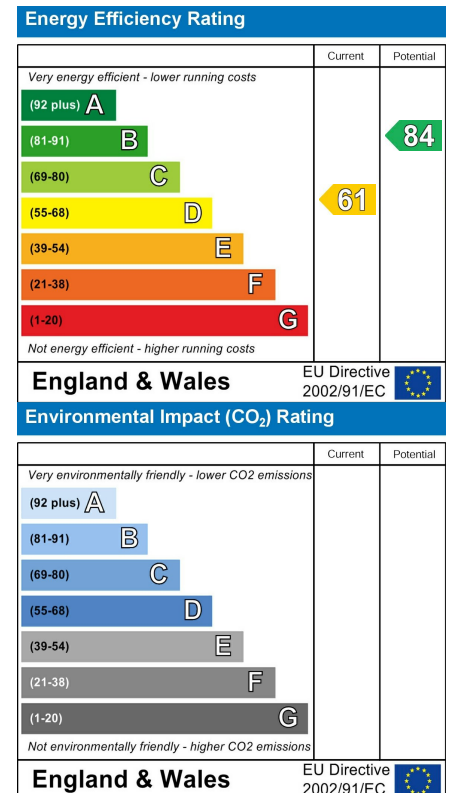 Energy Efficiency Rating
Current Potential
Very energy efficient - lower running costs
(92 plus) A
(81-91) B
84
(69-80) C
61
(55-68) D
(39-54) E
(21-38) F
(1-20) G
Not energy efficient - higher running costs
England & Wales
EU Directive
2002/91/EC
Environmental Impact (CO₂) Rating
Current Potential
Very environmentally friendly - lower CO2 emissions
(92 plus) A
(81-91) B
(69-80) C
(55-68) D
(39-54) E
(21-38) F
(1-20) G
Not environmentally friendly - higher CO2 emissions
England & Wales
EU Directive
2002/91/EC